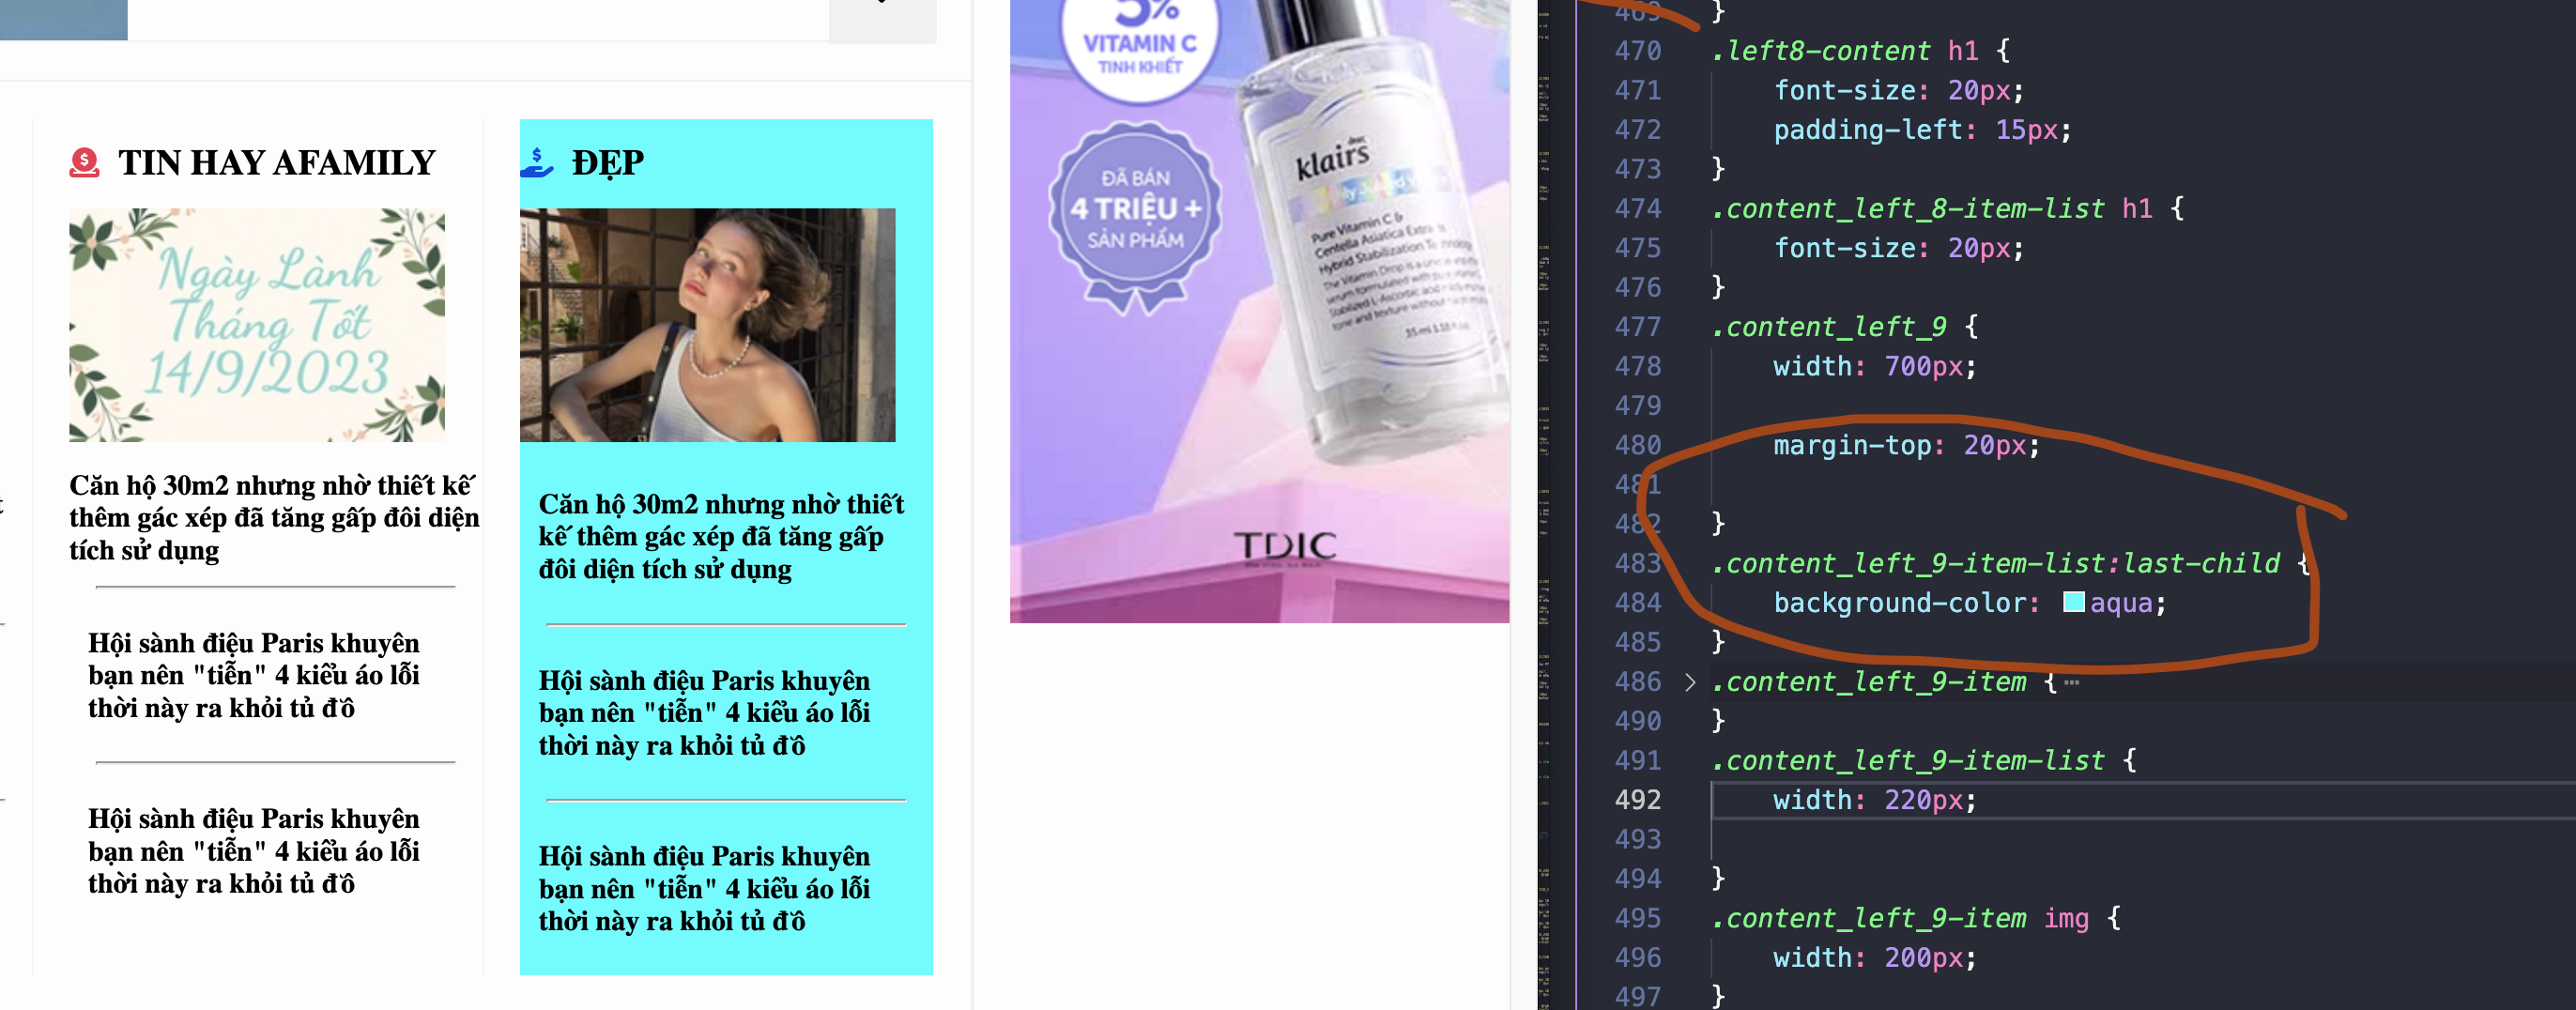 TIN HAY AFAMILY
Ngày Lành
Tháng Tốt
14/9/2023
Căn hộ 30m2 nhưng nhờ thiết kế
thêm gác xép đã tăng gấp đôi diện
tích sử dụng
Hội sành điệu Paris khuyên
bạn nên "tiễn" 4 kiểu áo lỗi
thời này ra khỏi tủ đồ
Hội sành điệu Paris khuyên
bạn nên "tiễn" 4 kiểu áo lỗi
thời này ra khỏi tủ đồ
ĐẸP
Căn hộ 30m2 nhưng nhờ thiết
kế thêm gác xép đã tăng gấp
đôi diện tích sử dụng
Hội sành điệu Paris khuyên
bạn nên "tiễn" 4 kiểu áo lỗi
thời này ra khỏi tủ đồ
Hội sành điệu Paris khuyên
bạn nên "tiễn" 4 kiểu áo lỗi
thời này ra khỏi tủ đồ
5%
VITAMIN C
TINH KHIẾT
ĐÃ BÁN
4 TRIỆU +
SẢN PHẨM
dear,
klairs
Pure Vitamin C &
Centella Asiatica Extra
Hybrid Stabilization
TDIC
469 }
470 .left8-content h1 {
471 font-size: 20px;
472 padding-left: 15px;
473 }
474 .content_left_8-item-list h1 {
475 font-size: 20px;
476 }
477 .content_left_9 {
478 width: 700px;
479
480 margin-top: 20px;
481
482 }
483 .content_left_9-item-list:last-child {
484 background-color: aqua;
485 }
486 .content_left_9-item { ⋯
490 }
491 .content_left_9-item-list {
492 width: 220px;
493
494 }
495 .content_left_9-item img {
496 width: 200px;
497 }